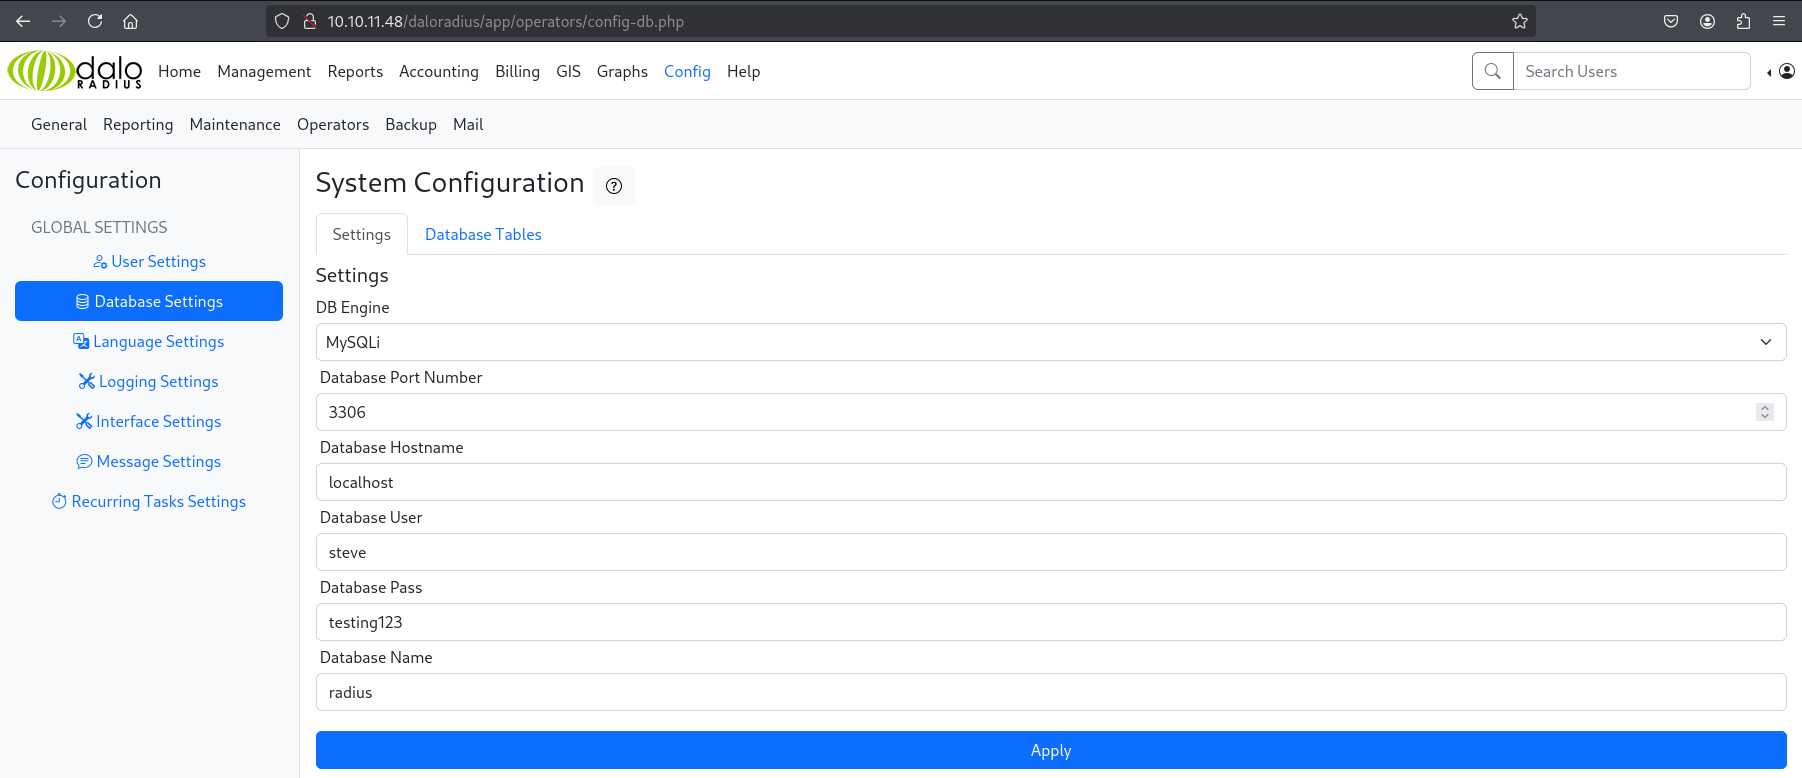 10.10.11.48/daloradius/app/operators/config-db.php
dalo RADIUS Home Management Reports Accounting Billing GIS Graphs Config Help Search Users
General Reporting Maintenance Operators Backup Mail
Configuration
GLOBAL SETTINGS
User Settings
Database Settings
Language Settings
Logging Settings
Interface Settings
Message Settings
Recurring Tasks Settings
System Configuration
Settings Database Tables
Settings
DB Engine
MySQLi
Database Port Number
3306
Database Hostname
localhost
Database User
steve
Database Pass
testing123
Database Name
radius
Apply